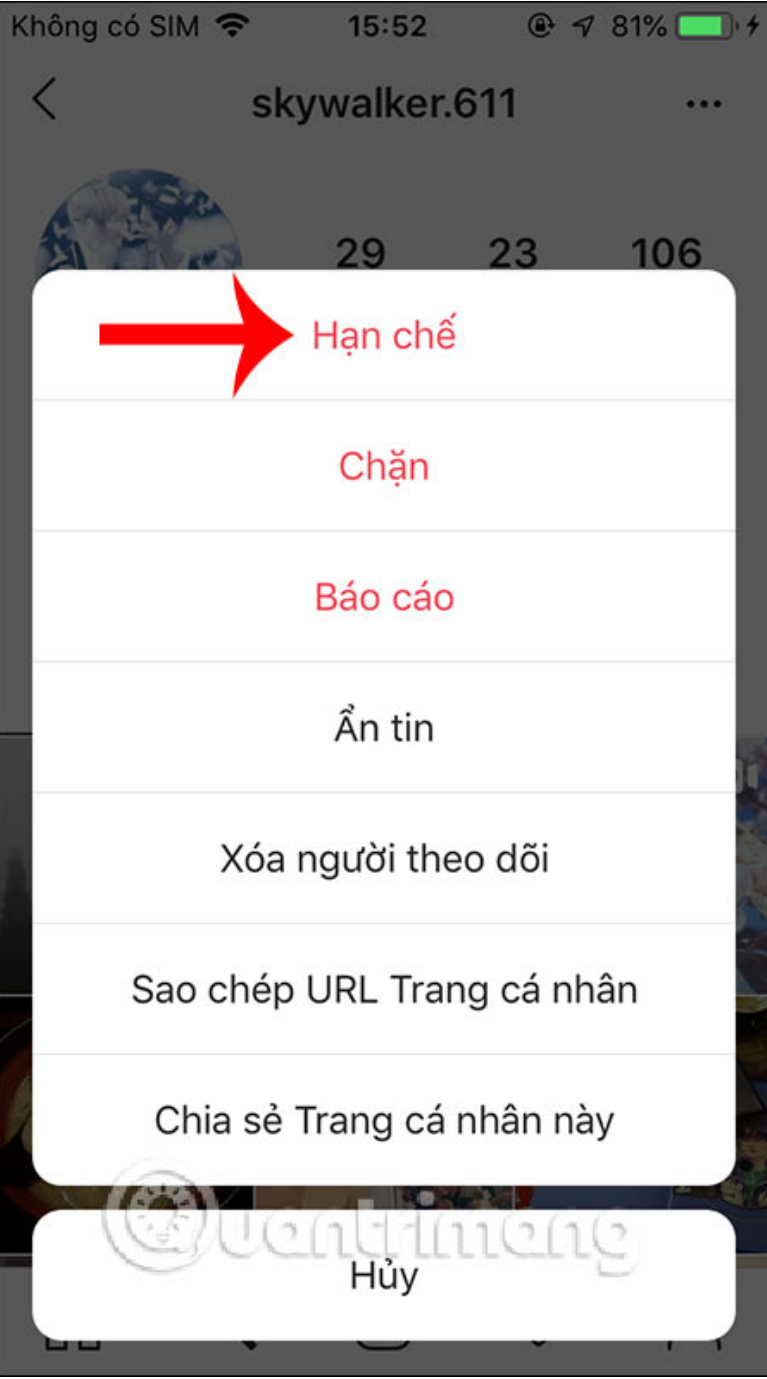 Không có SIM 15:52 81%
skywalker.611
29 23 106
Hạn chế
Chặn
Báo cáo
Ẩn tin
Xóa người theo dõi
Sao chép URL Trang cá nhân
Chia sẻ Trang cá nhân này
Quantrimang
Hủy